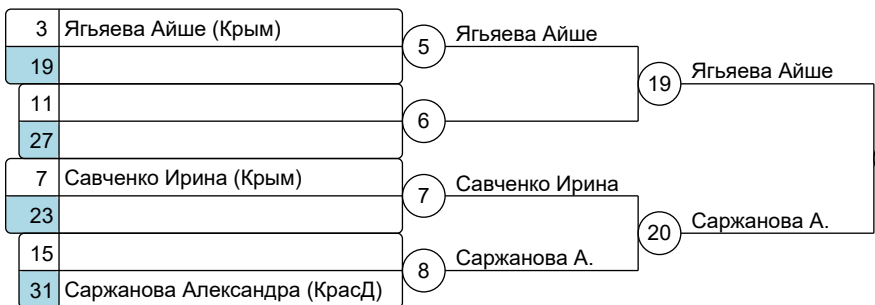 3 Ягьяева Айше (Крым)
5 Ягьяева Айше
19
19 Ягьяева Айше
11
6
27
7 Савченко Ирина (Крым)
7 Савченко Ирина
23
20 Саржанова А.
15
8 Саржанова А.
31 Саржанова Александра (КрасД)